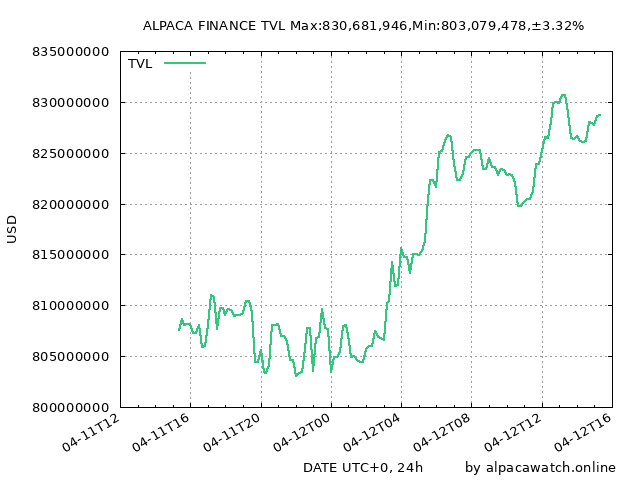 ALPACA FINANCE TVL Max:830,681,946,Min:803,079,478,±3.32%
TVL
835000000
830000000
825000000
820000000
815000000
810000000
805000000
800000000
USD
04-11T12
04-11T16
04-11T20
04-12T00
04-12T04
04-12T08
04-12T12
04-12T16
DATE UTC+0, 24h
by alpacawatch.online